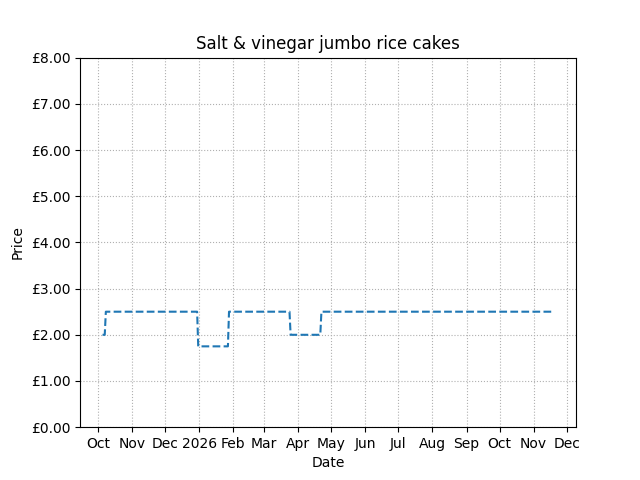 Salt & vinegar jumbo rice cakes
£8.00
£7.00
£6.00
£5.00
£4.00
£3.00
£2.00
£1.00
£0.00
Price
Oct Nov Dec 2026 Feb Mar Apr May Jun Jul Aug Sep Oct Nov Dec
Date